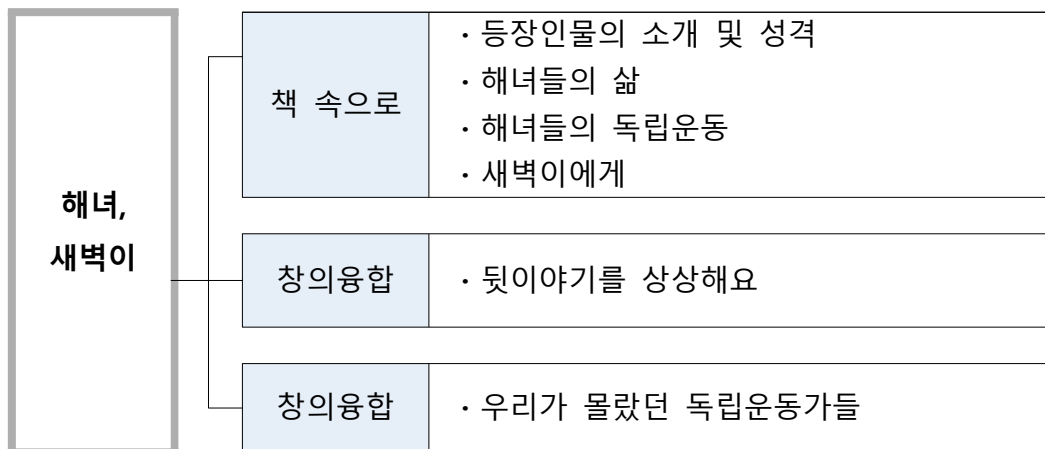 해녀,
새벽이
책 속으로
· 등장인물의 소개 및 성격
· 해녀들의 삶
· 해녀들의 독립운동
· 새벽이에게
창의융합
· 뒷이야기를 상상해요
창의융합
· 우리가 몰랐던 독립운동가들